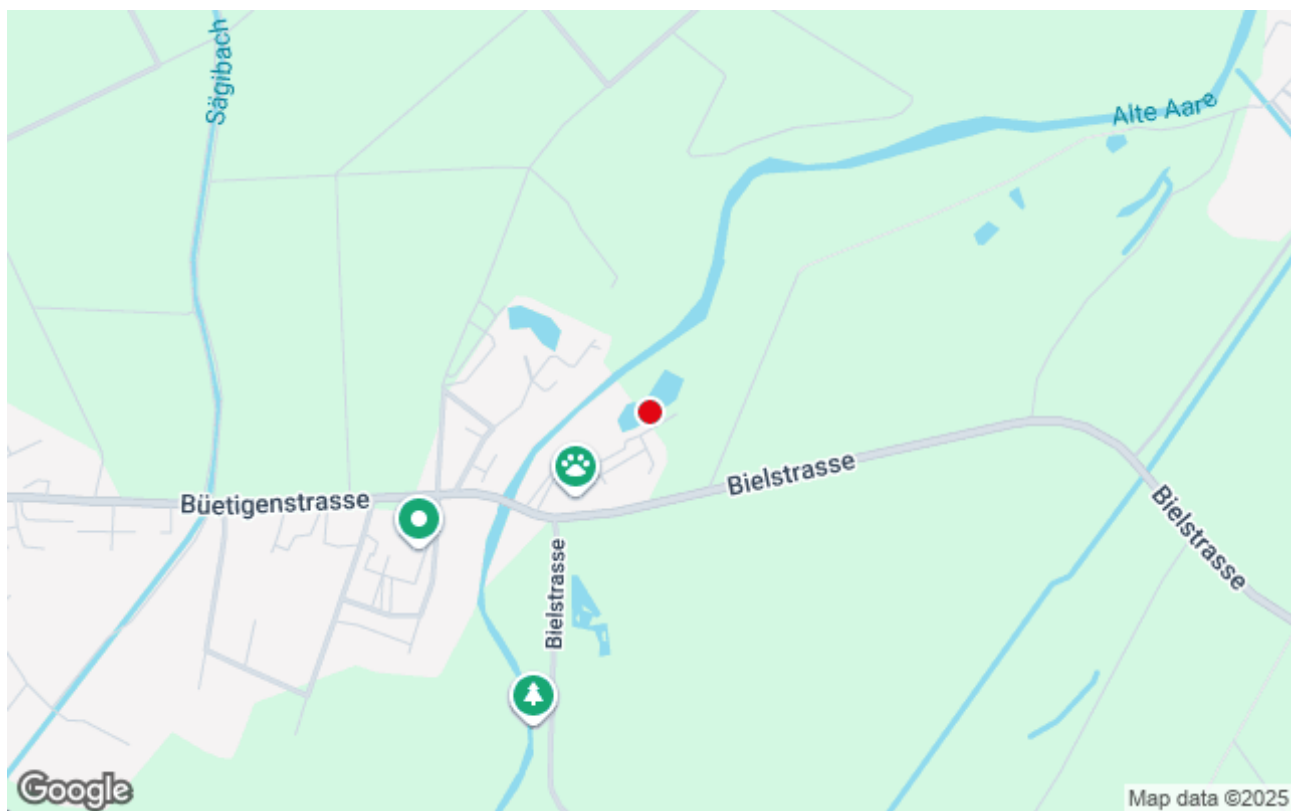 Sägibach
Alte Aare
Büetigenstrasse
Bielstrasse
Bielstrasse
Bielstrasse
Google
Map data ©2025